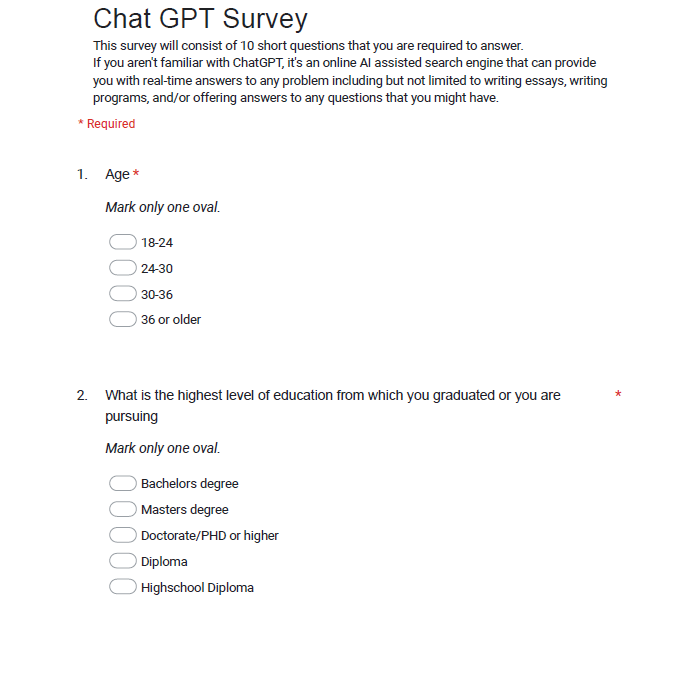 Chat GPT Survey
This survey will consist of 10 short questions that you are required to answer.
If you aren't familiar with ChatGPT, it's an online AI assisted search engine that can provide
you with real-time answers to any problem including but not limited to writing essays, writing
programs, and/or offering answers to any questions that you might have.
* Required
1. Age *
Mark only one oval.
18-24
24-30
30-36
36 or older
2. What is the highest level of education from which you graduated or you are *
pursuing
Mark only one oval.
Bachelors degree
Masters degree
Doctorate/PHD or higher
Diploma
Highschool Diploma